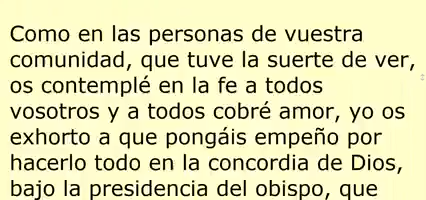 Como en las personas de vuestra
comunidad, que tuve la suerte de ver,
os contemplé en la fe a todos
vosotros y a todos cobré amor, yo os
exhorto a que pongáis empeño por
hacerlo todo en la concordia de Dios,
bajo la presidencia del obispo, que